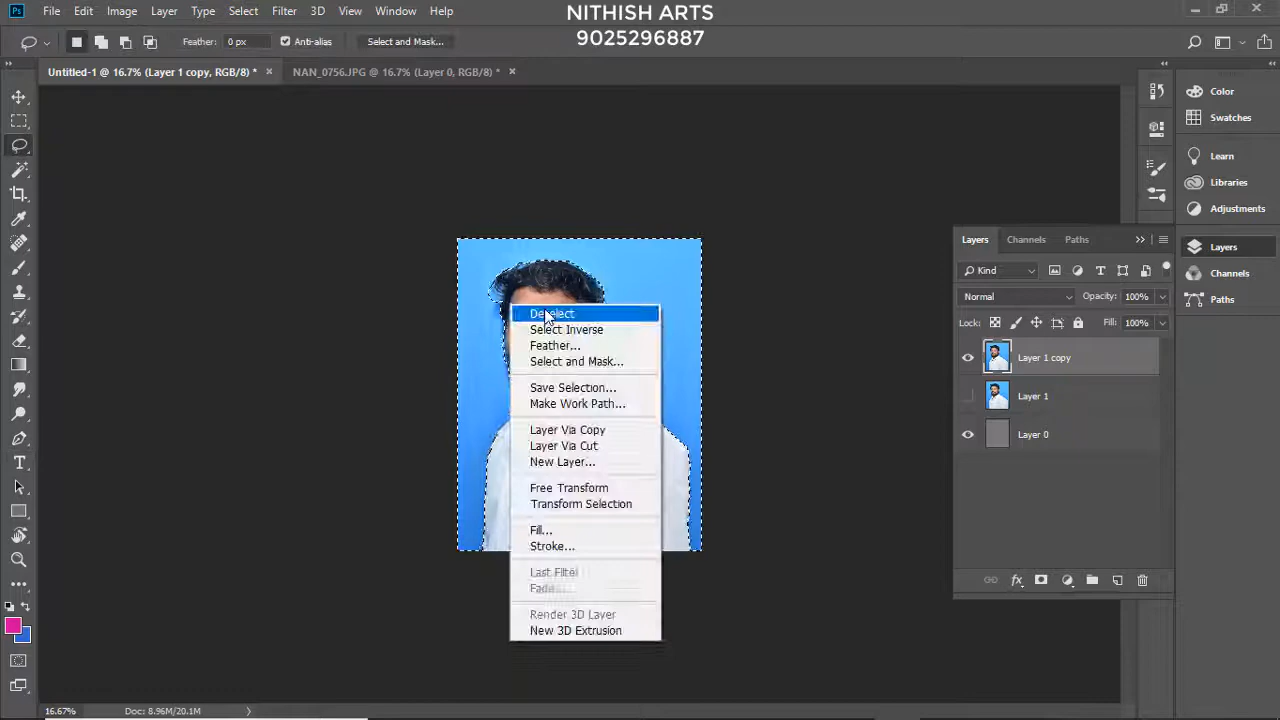 NITHISH ARTS
9025296887
Ps File Edit Image Layer Type Select Filter 3D View Window Help
Feather: 0 px Anti-alias Select and Mask...
Untitled-1 @ 16.7% (Layer 1 copy, RGB/8) * × NAN_0756.JPG @ 16.7% (Layer 0, RGB/8) * ×
Color
Swatches
Learn
Libraries
Adjustments
Layers
Channels
Paths
Layers Channels Paths
Kind
Normal Opacity: 100%
Lock: Fill: 100%
Layer 1 copy
Layer 1
Layer 0
fx
Deselect
Select Inverse
Feather...
Select and Mask...
Save Selection...
Make Work Path...
Layer Via Copy
Layer Via Cut
New Layer...
Free Transform
Transform Selection
Fill...
Stroke...
Last Filter
Fade...
Render 3D Layer
New 3D Extrusion
16.67% Doc: 8.96M/20.1M